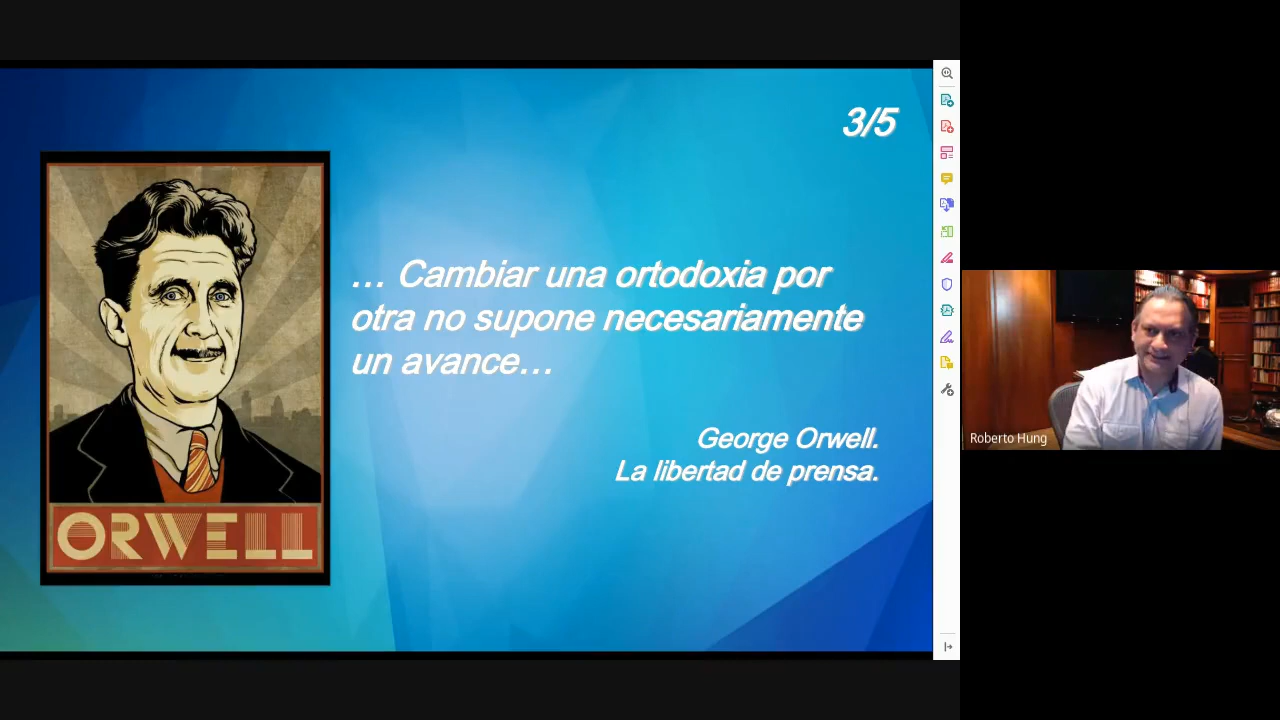 3/5
… Cambiar una ortodoxia por
otra no supone necesariamente
un avance…
George Orwell.
La libertad de prensa.
ORWELL
Roberto Hung